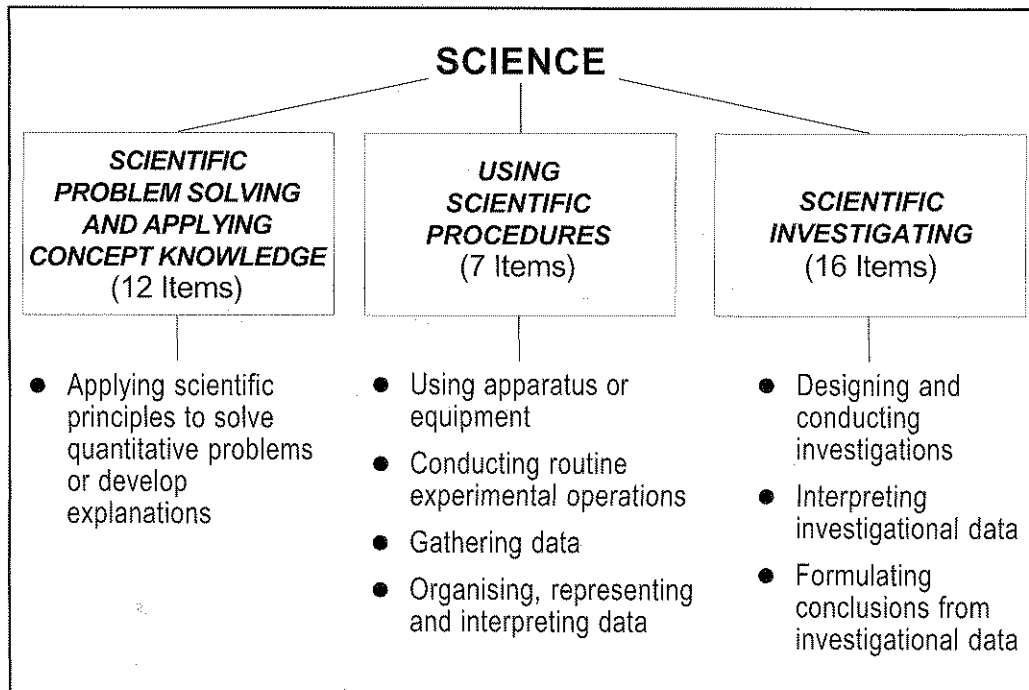 SCIENCE
SCIENTIFIC
PROBLEM SOLVING
AND APPLYING
CONCEPT KNOWLEDGE
(12 Items)
● Applying scientific
principles to solve
quantitative problems
or develop
explanations
USING
SCIENTIFIC
PROCEDURES
(7 Items)
● Using apparatus or
equipment
● Conducting routine
experimental operations
● Gathering data
● Organising, representing
and interpreting data
SCIENTIFIC
INVESTIGATING
(16 Items)
● Designing and
conducting
investigations
● Interpreting
investigational data
● Formulating
conclusions from
investigational data